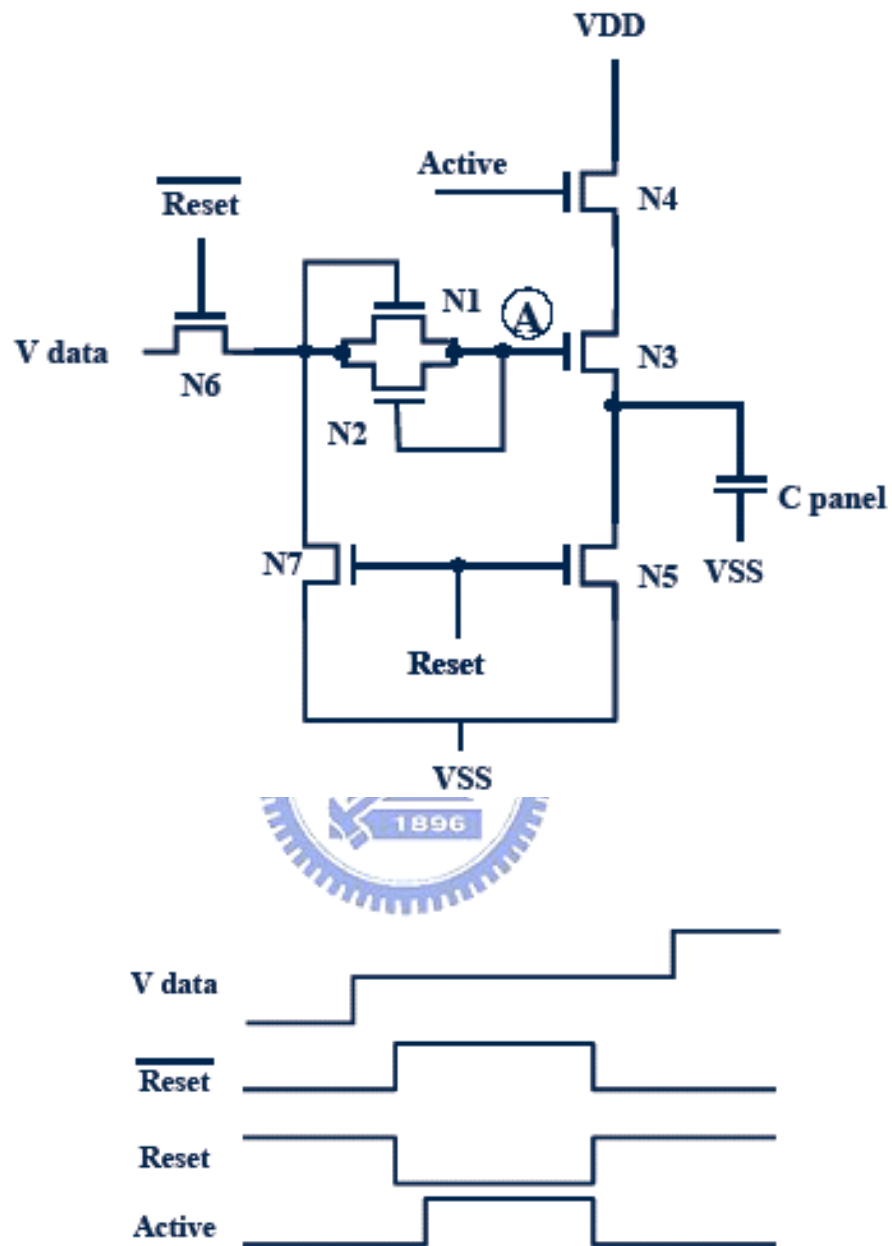 VDD
Active
N4
Reset
N1
A
N3
V data
N6
N2
C panel
N7
N5
VSS
Reset
VSS
1896
V data
Reset
Reset
Active